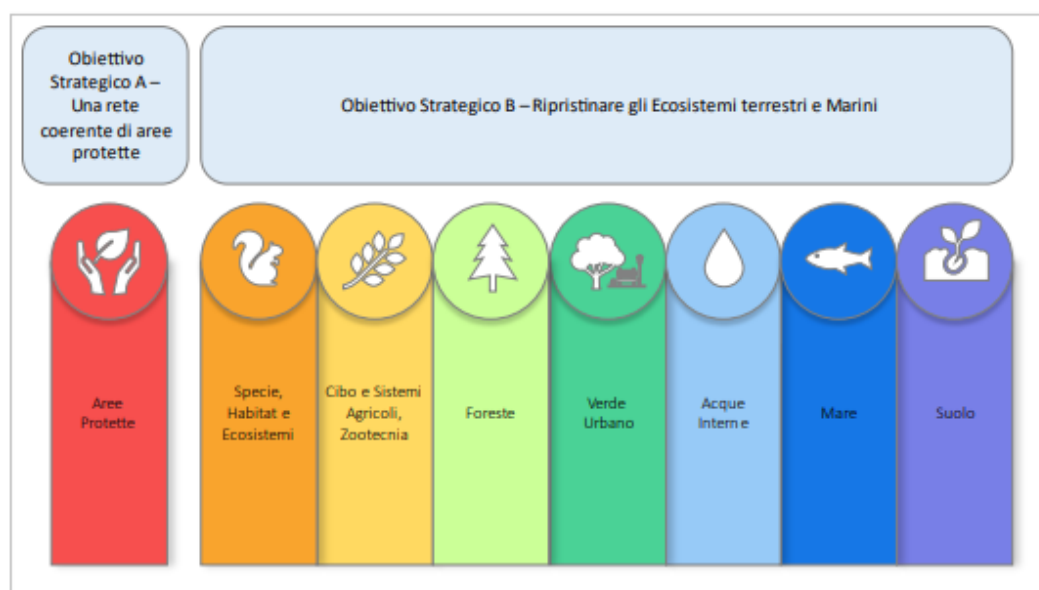 Obiettivo
Strategico A –
Una rete
coerente di aree
protette
Obiettivo Strategico B – Ripristinare gli Ecosistemi terrestri e Marini
Aree
Protette
Specie,
Habitat e
Ecosistemi
Cibo e Sistemi
Agricoli,
Zootecnia
Foreste
Verde
Urbano
Acque
Interne
Mare
Suolo